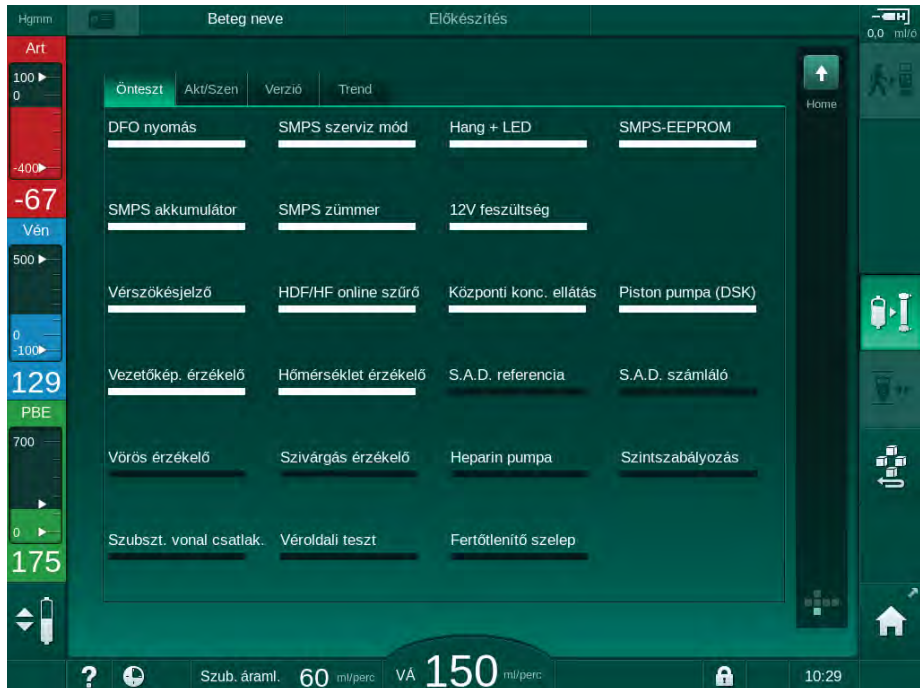 Hgmm
Beteg neve
Előkészítés
0,0 ml/ó
Art
100
0
-400
-67
Vén
500
0
-100
129
PBE
700
0
175
Önteszt Akt/Szen Verzió Trend
Home
DFO nyomás SMPS szerviz mód Hang + LED SMPS-EEPROM
SMPS akkumulátor SMPS zümmer 12V feszültség
Vérszökésjelző HDF/HF online szűrő Központi konc. ellátás Piston pumpa (DSK)
Vezetőkép. érzékelő Hőmérséklet érzékelő S.A.D. referencia S.A.D. számláló
Vörös érzékelő Szivárgás érzékelő Heparin pumpa Szintszabályozás
Szubszt. vonal csatlak. Véroldali teszt Fertőtlenítő szelep
? Szub. áraml. 60 ml/perc VÁ 150 ml/perc 10:29